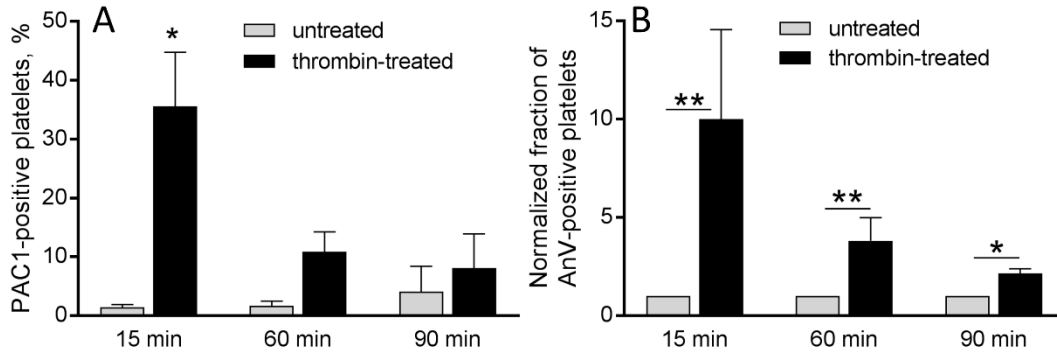 A
PAC1-positive platelets, %
50
40
30
20
10
0
*
untreated
thrombin-treated
15 min
60 min
90 min
B
Normalized fraction of
AnV-positive platelets
15
10
5
0
**
**
*
untreated
thrombin-treated
15 min
60 min
90 min